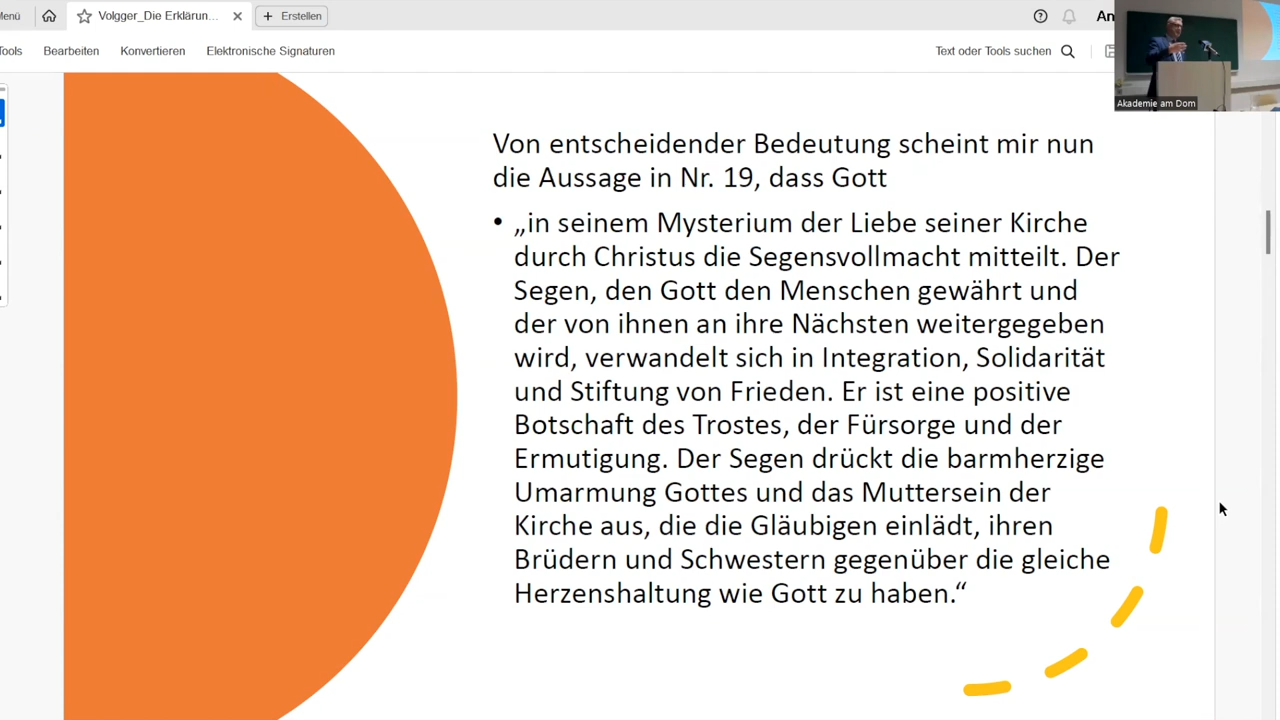 Menü
Volgger_Die Erklärun...
Erstellen
An
Tools
Bearbeiten
Konvertieren
Elektronische Signaturen
Text oder Tools suchen
Akademie am Dom
Von entscheidender Bedeutung scheint mir nun
die Aussage in Nr. 19, dass Gott
• „in seinem Mysterium der Liebe seiner Kirche
durch Christus die Segensvollmacht mitteilt. Der
Segen, den Gott den Menschen gewährt und
der von ihnen an ihre Nächsten weitergegeben
wird, verwandelt sich in Integration, Solidarität
und Stiftung von Frieden. Er ist eine positive
Botschaft des Trostes, der Fürsorge und der
Ermutigung. Der Segen drückt die barmherzige
Umarmung Gottes und das Muttersein der
Kirche aus, die die Gläubigen einlädt, ihren
Brüdern und Schwestern gegenüber die gleiche
Herzenshaltung wie Gott zu haben.“